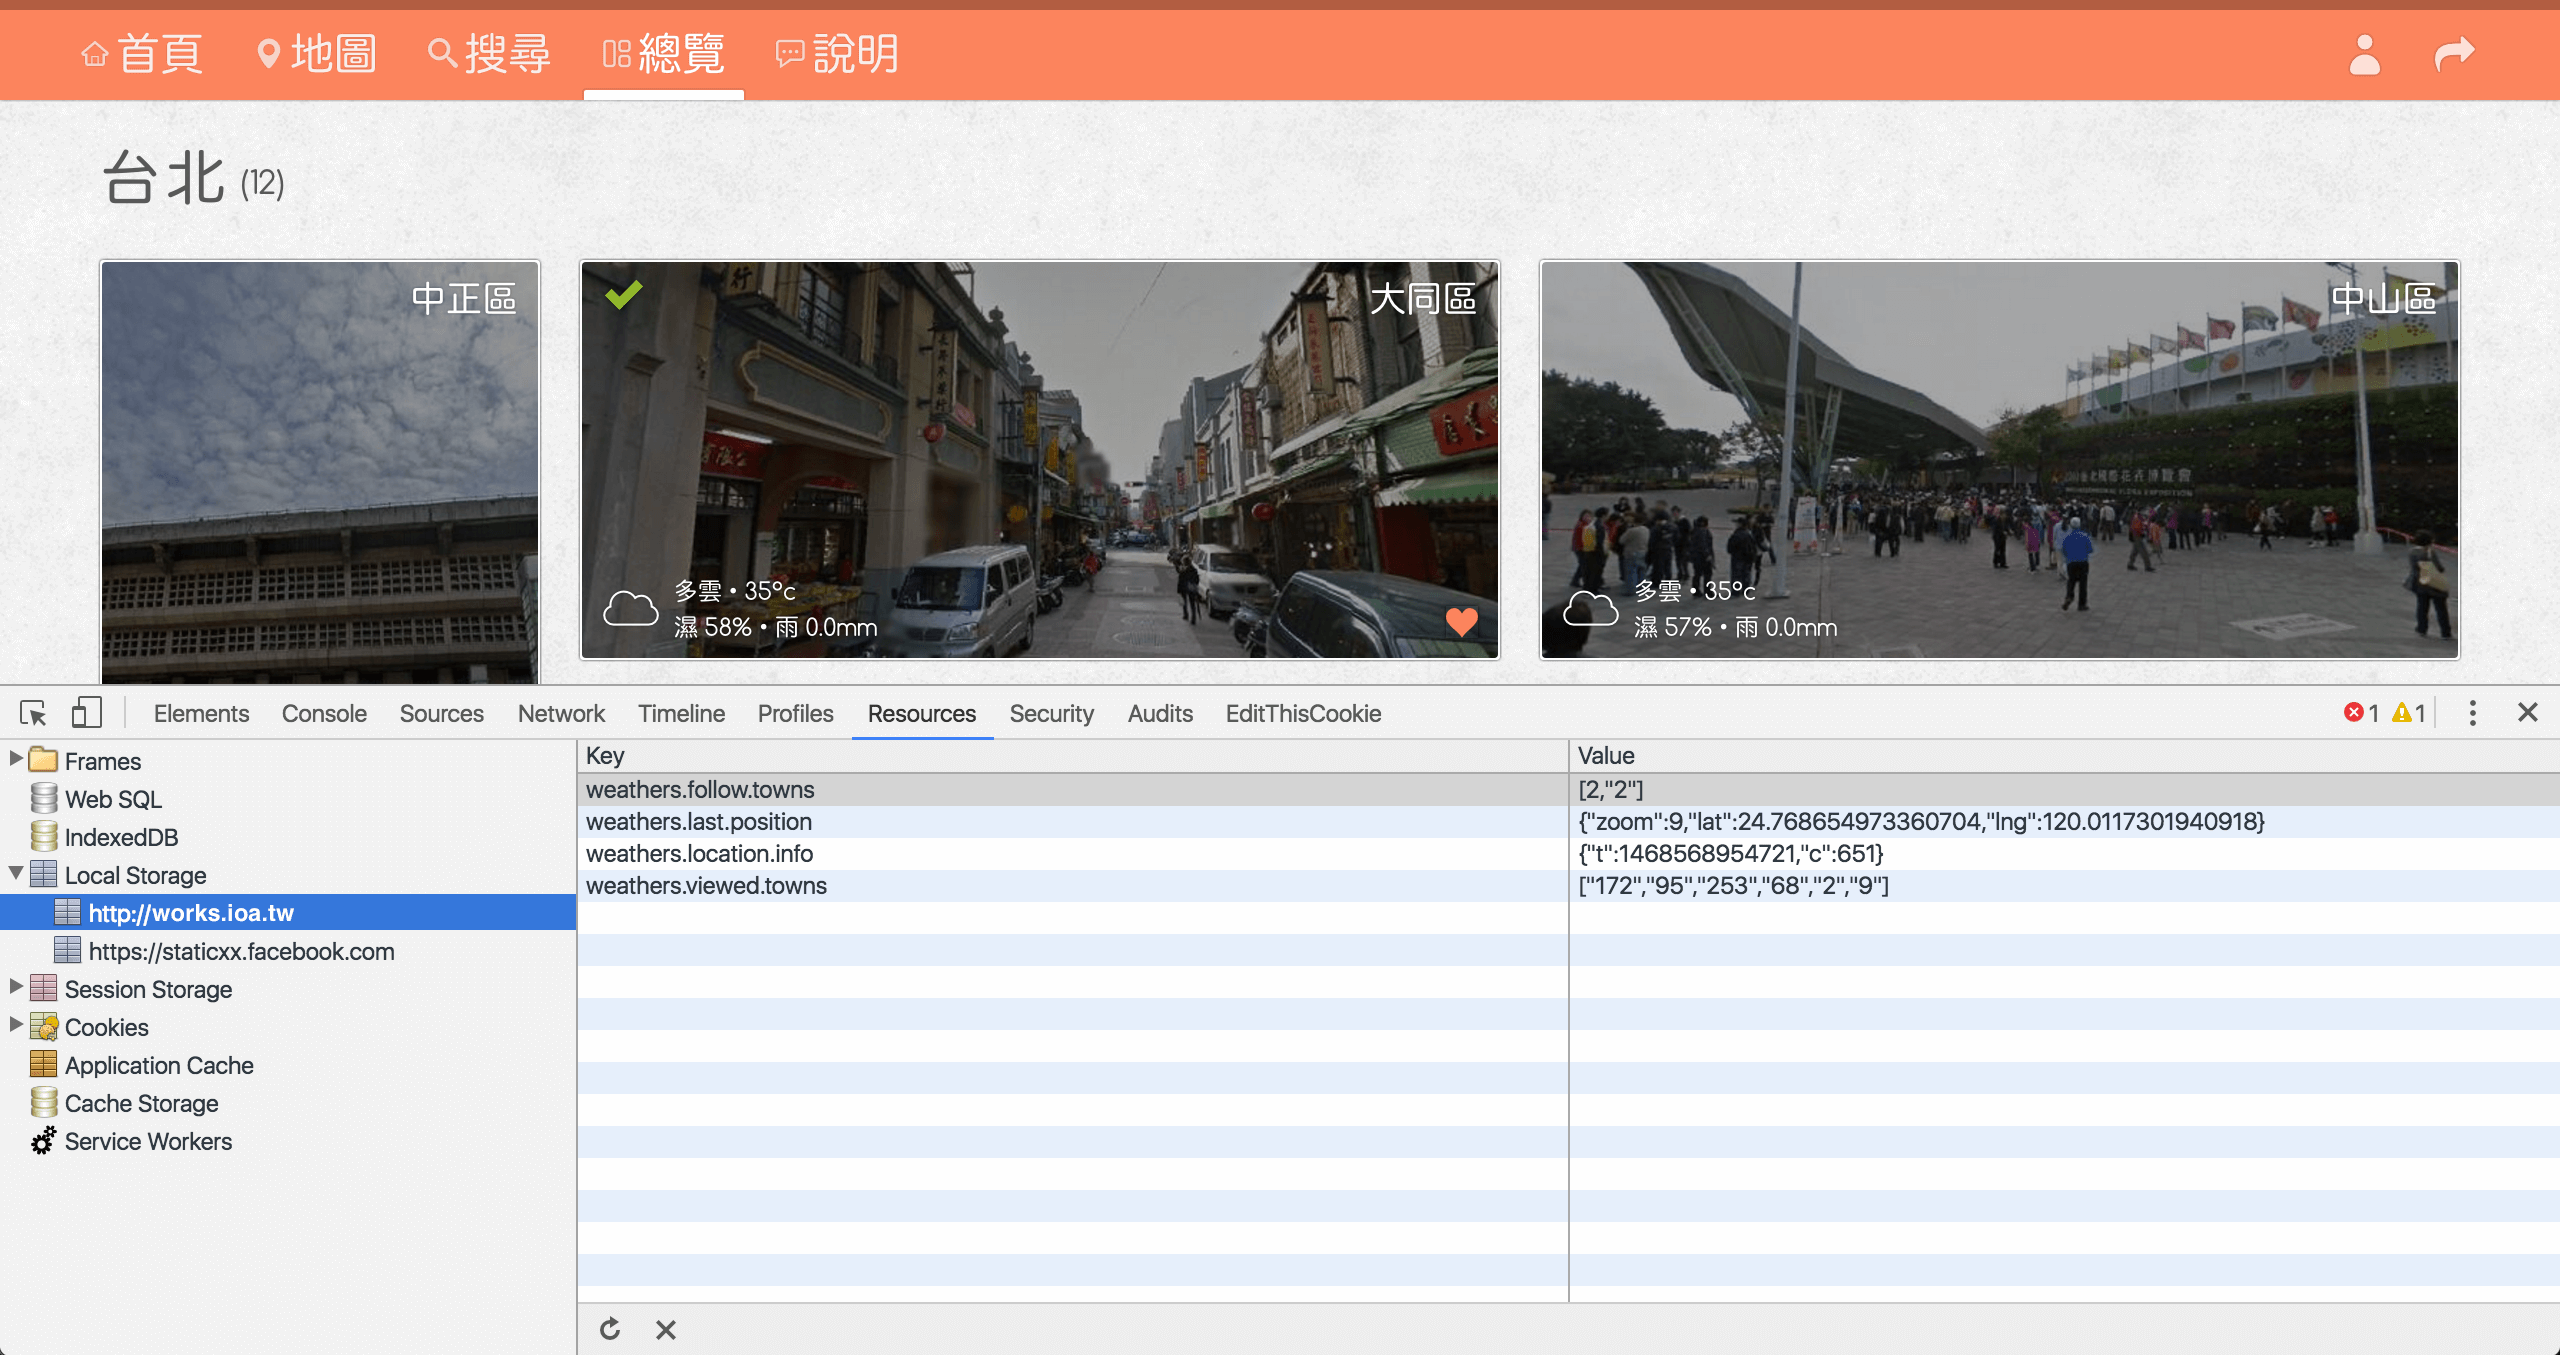 首頁 地圖 搜尋 總覽 說明
台北 (12)
中正區
大同區
多雲・35°c
濕 58%・雨 0.0mm
中山區
多雲・35°c
濕 57%・雨 0.0mm
Elements Console Sources Network Timeline Profiles Resources Security Audits EditThisCookie 1 1
Frames
Web SQL
IndexedDB
Local Storage
http://works.ioa.tw
https://staticxx.facebook.com
Session Storage
Cookies
Application Cache
Cache Storage
Service Workers
Key Value
weathers.follow.towns [2,"2"]
weathers.last.position {"zoom":9,"lat":24.768654973360704,"lng":120.0117301940918}
weathers.location.info {"t":1468568954721,"c":651}
weathers.viewed.towns ["172","95","253","68","2","9"]